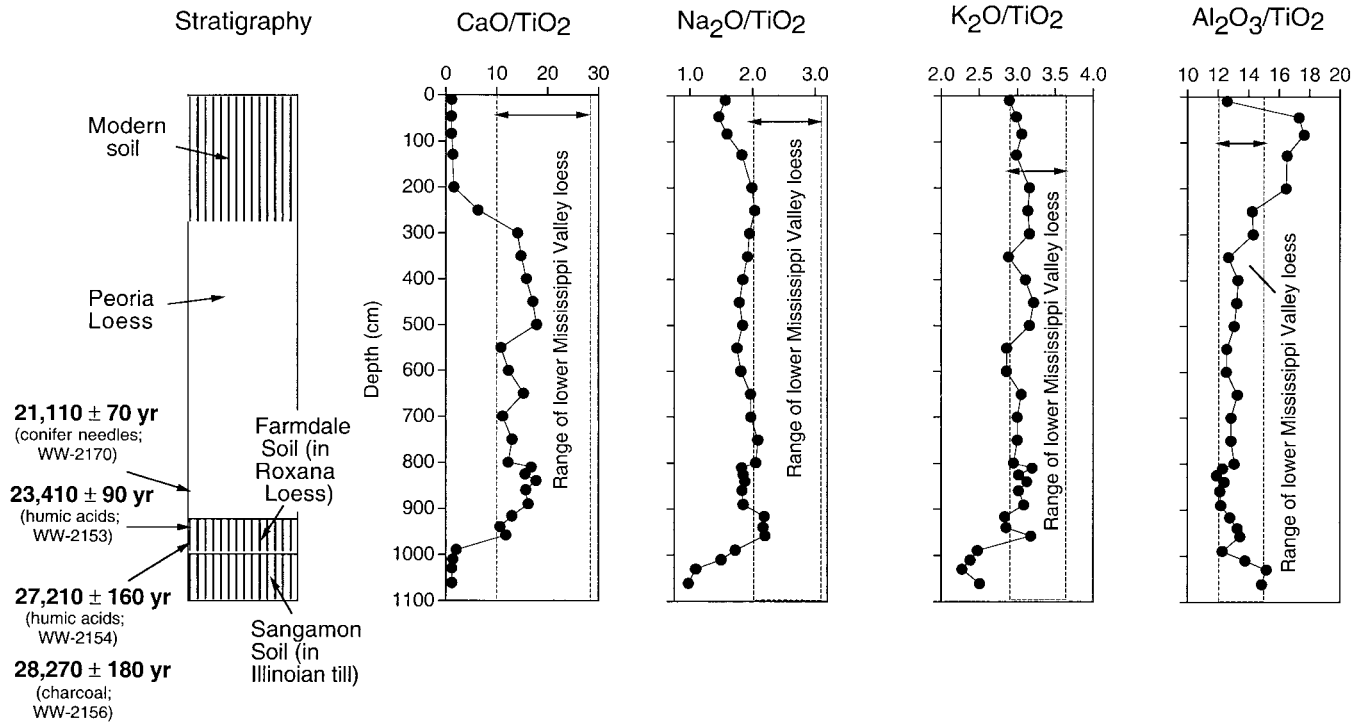 Stratigraphy
CaO/TiO2
Na2O/TiO2
K2O/TiO2
Al2O3/TiO2
0 10 20 30
1.0 2.0 3.0
2.0 2.5 3.0 3.5 4.0
10 12 14 16 18 20
0
100
200
300
400
500
600
700
800
900
1000
1100
Depth (cm)
Modern
soil
Peoria
Loess
21,110 ± 70 yr
(conifer needles;
WW-2170)
23,410 ± 90 yr
(humic acids;
WW-2153)
27,210 ± 160 yr
(humic acids;
WW-2154)
28,270 ± 180 yr
(charcoal;
WW-2156)
Farmdale
Soil (in
Roxana
Loess)
Sangamon
Soil (in
Illinoian till)
Range of lower Mississippi Valley loess
Range of lower Mississippi Valley loess
Range of lower Mississippi Valley loess
Range of lower Mississippi Valley loess